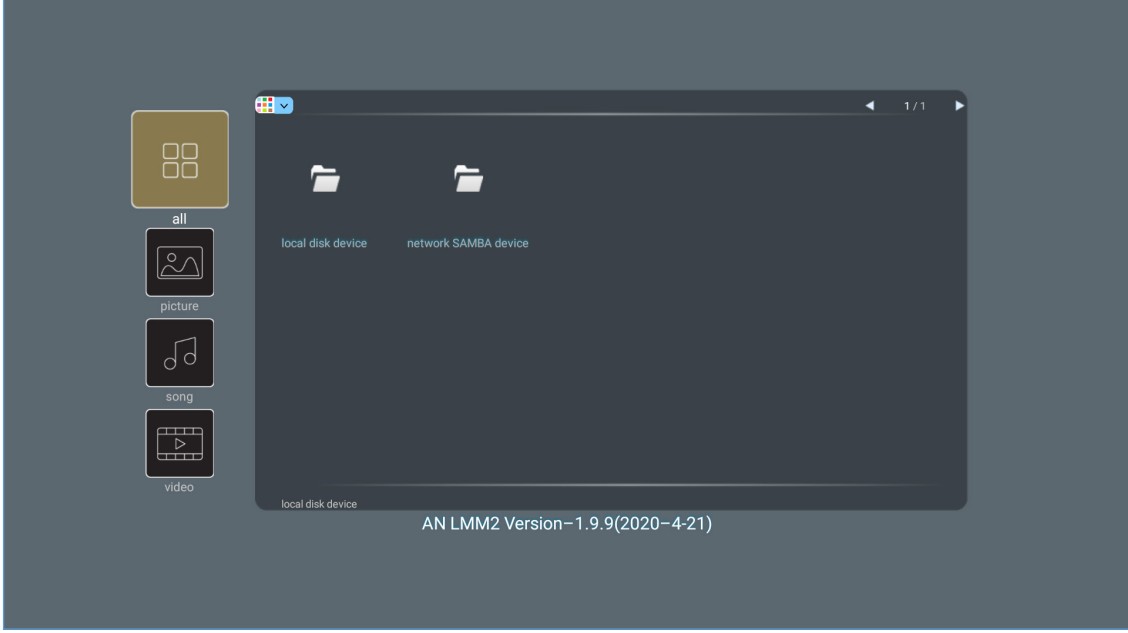 1 / 1
all
local disk device
network SAMBA device
picture
song
video
local disk device
AN LMM2 Version–1.9.9(2020–4-21)